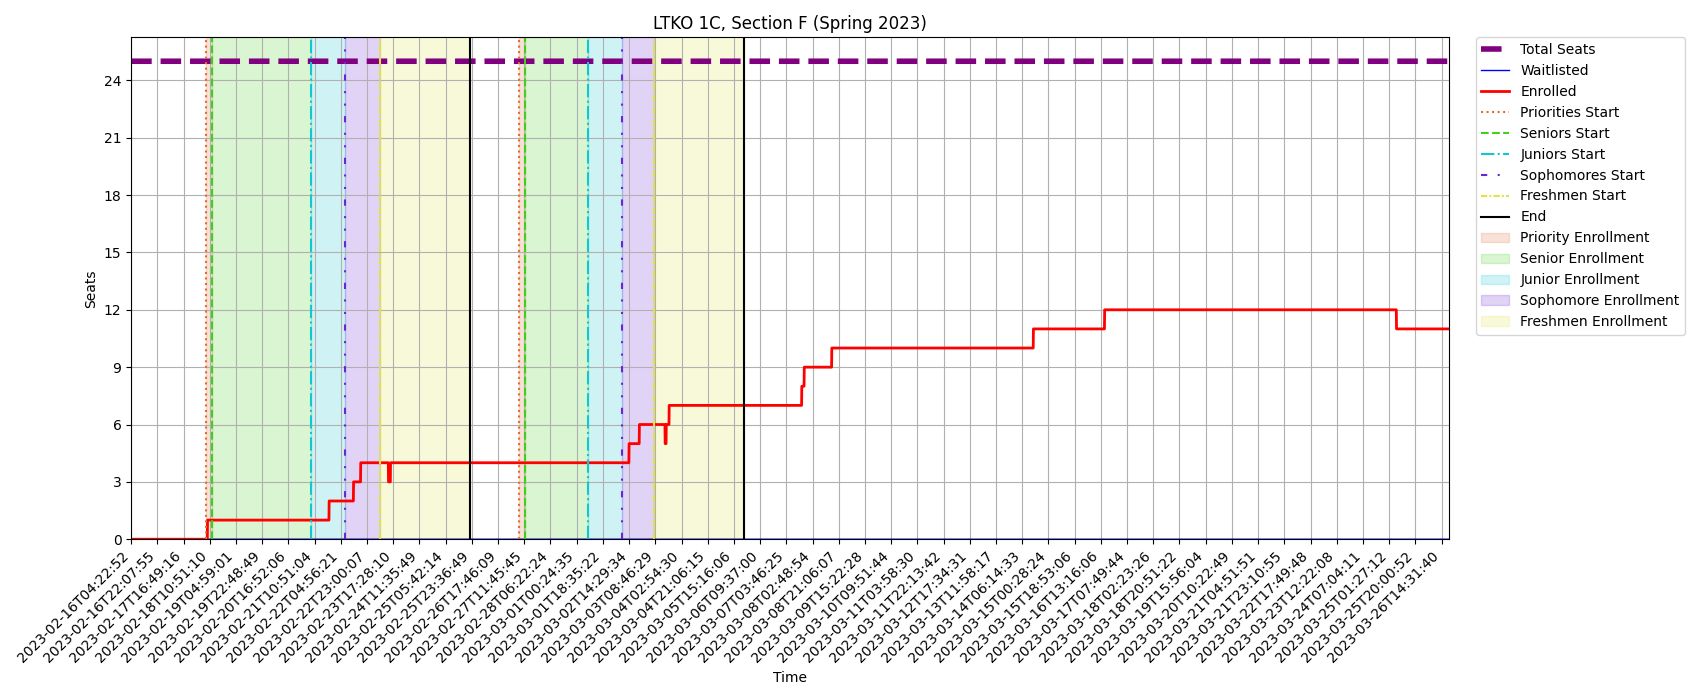 LTKO 1C, Section F (Spring 2023)
Seats
24
21
18
15
12
9
6
3
0
2023-02-16T04:22:52
2023-02-16T22:07:55
2023-02-17T16:49:16
2023-02-18T10:51:10
2023-02-19T04:59:01
2023-02-19T22:48:49
2023-02-20T16:52:06
2023-02-21T10:51:04
2023-02-22T04:56:21
2023-02-22T23:00:07
2023-02-23T17:28:10
2023-02-24T11:35:49
2023-02-25T05:42:14
2023-02-25T23:36:49
2023-02-26T17:46:09
2023-02-27T11:45:45
2023-02-28T06:22:24
2023-03-01T00:24:35
2023-03-01T18:35:22
2023-03-02T14:29:34
2023-03-03T08:46:29
2023-03-04T02:54:30
2023-03-04T21:06:15
2023-03-05T15:16:06
2023-03-06T09:37:00
2023-03-07T03:46:25
2023-03-08T02:48:54
2023-03-08T21:06:07
2023-03-09T15:22:28
2023-03-10T09:51:44
2023-03-11T03:58:30
2023-03-11T22:13:42
2023-03-12T17:34:31
2023-03-13T11:58:17
2023-03-14T06:14:33
2023-03-15T00:28:24
2023-03-15T18:53:06
2023-03-16T13:16:06
2023-03-17T07:49:44
2023-03-18T02:23:26
2023-03-18T20:51:22
2023-03-19T15:56:04
2023-03-20T10:22:49
2023-03-21T04:51:51
2023-03-21T23:10:55
2023-03-22T17:49:48
2023-03-23T12:22:08
2023-03-24T07:04:11
2023-03-25T01:27:12
2023-03-25T20:00:52
2023-03-26T14:31:40
Time
Total Seats
Waitlisted
Enrolled
Priorities Start
Seniors Start
Juniors Start
Sophomores Start
Freshmen Start
End
Priority Enrollment
Senior Enrollment
Junior Enrollment
Sophomore Enrollment
Freshmen Enrollment